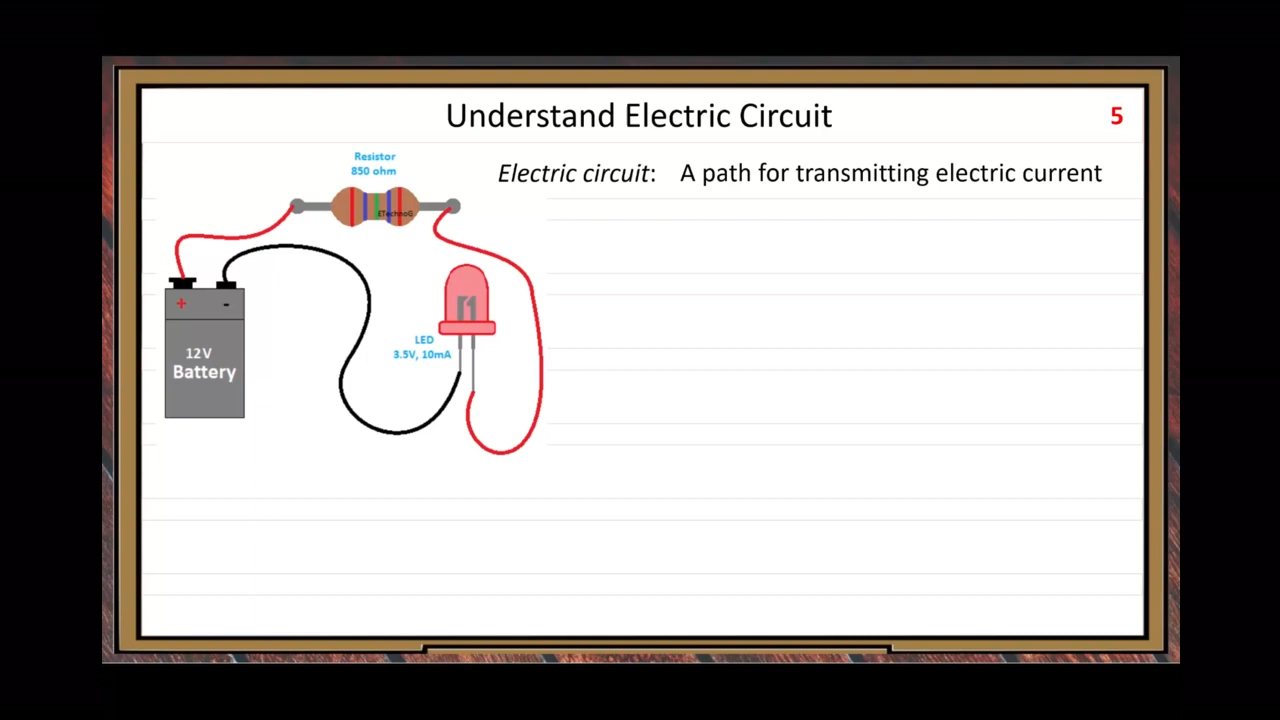 Understand Electric Circuit
5
Resistor
850 ohm
Electric circuit: A path for transmitting electric current
ETechnoG
+ -
12V
Battery
LED
3.5V, 10mA